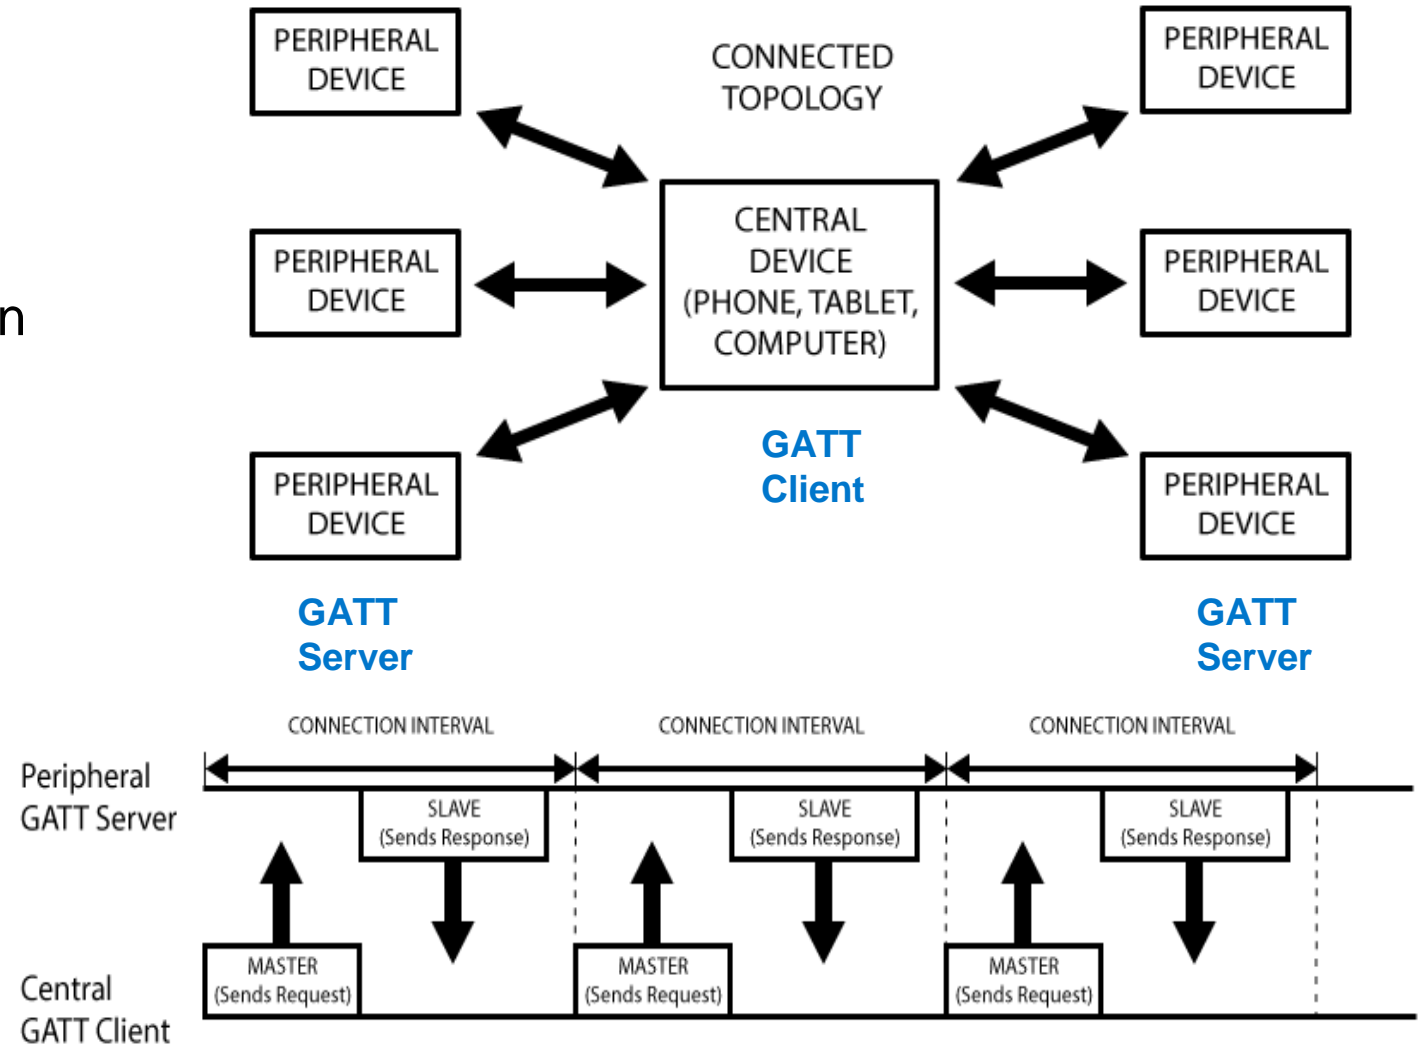 PERIPHERAL
DEVICE
CONNECTED
TOPOLOGY
PERIPHERAL
DEVICE
PERIPHERAL
DEVICE
CENTRAL
DEVICE
(PHONE, TABLET,
COMPUTER)
PERIPHERAL
DEVICE
n
GATT
Client
PERIPHERAL
DEVICE
PERIPHERAL
DEVICE
GATT
Server
GATT
Server
CONNECTION INTERVAL
CONNECTION INTERVAL
CONNECTION INTERVAL
Peripheral
GATT Server
SLAVE
(Sends Response)
SLAVE
(Sends Response)
SLAVE
(Sends Response)
Central
GATT Client
MASTER
(Sends Request)
MASTER
(Sends Request)
MASTER
(Sends Request)